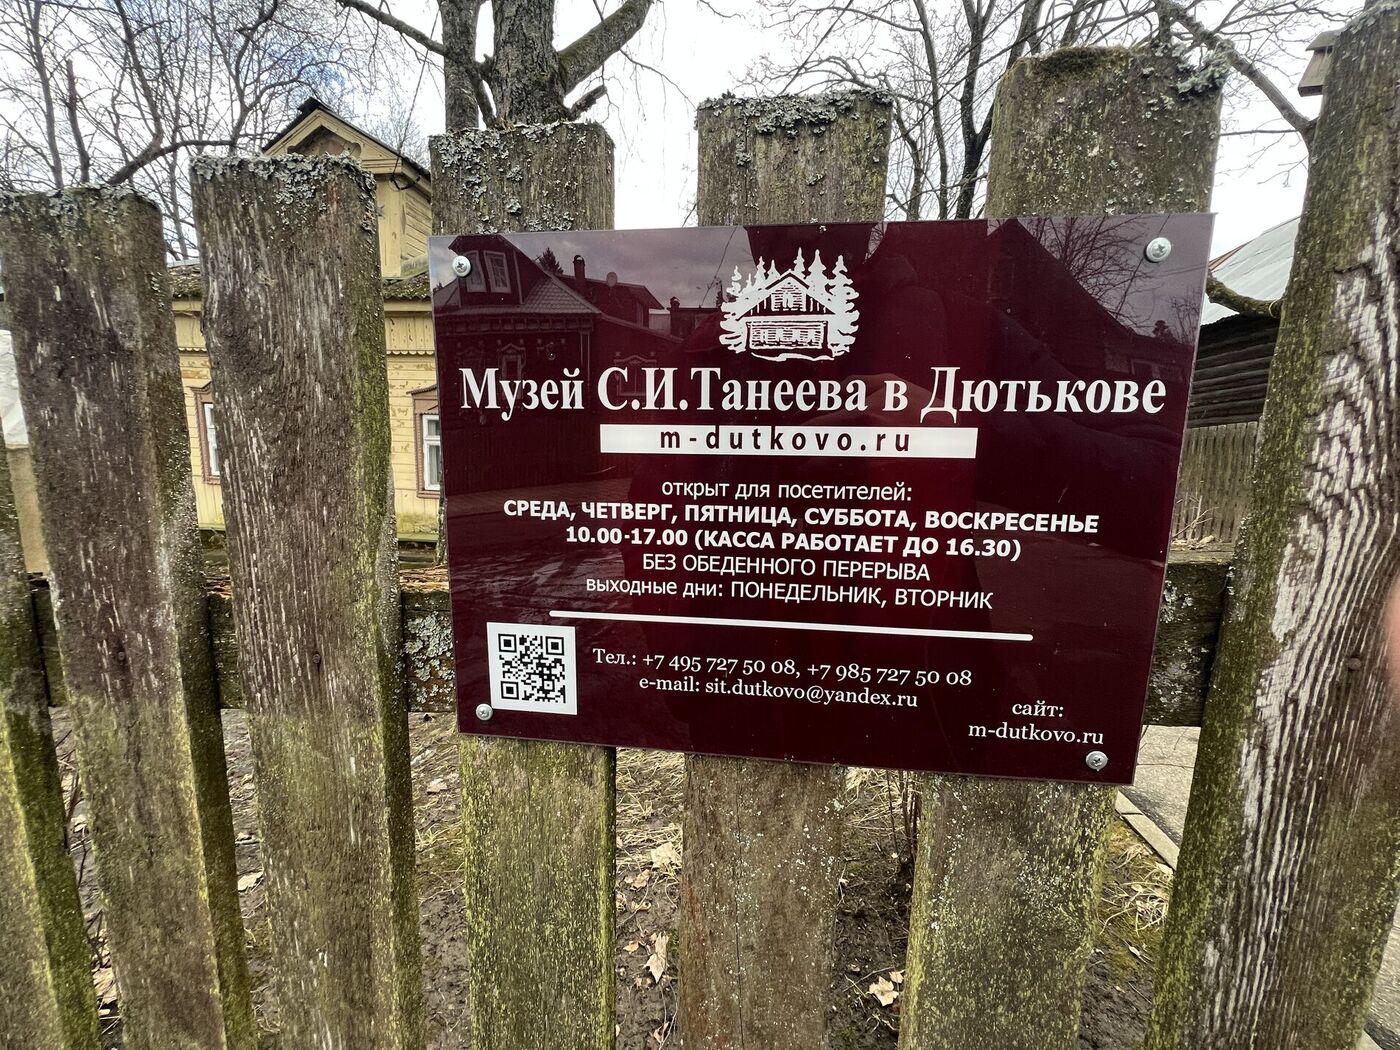 Музей С.И.Танеева в Дютькове
m-dutkovo.ru
открыт для посетителей:
СРЕДА, ЧЕТВЕРГ, ПЯТНИЦА, СУББОТА, ВОСКРЕСЕНЬЕ
10.00-17.00 (КАССА РАБОТАЕТ ДО 16.30)
БЕЗ ОБЕДЕННОГО ПЕРЕРЫВА
выходные дни: ПОНЕДЕЛЬНИК, ВТОРНИК
Тел.: +7 495 727 50 08, +7 985 727 50 08
e-mail: sit.dutkovo@yandex.ru
сайт:
m-dutkovo.ru